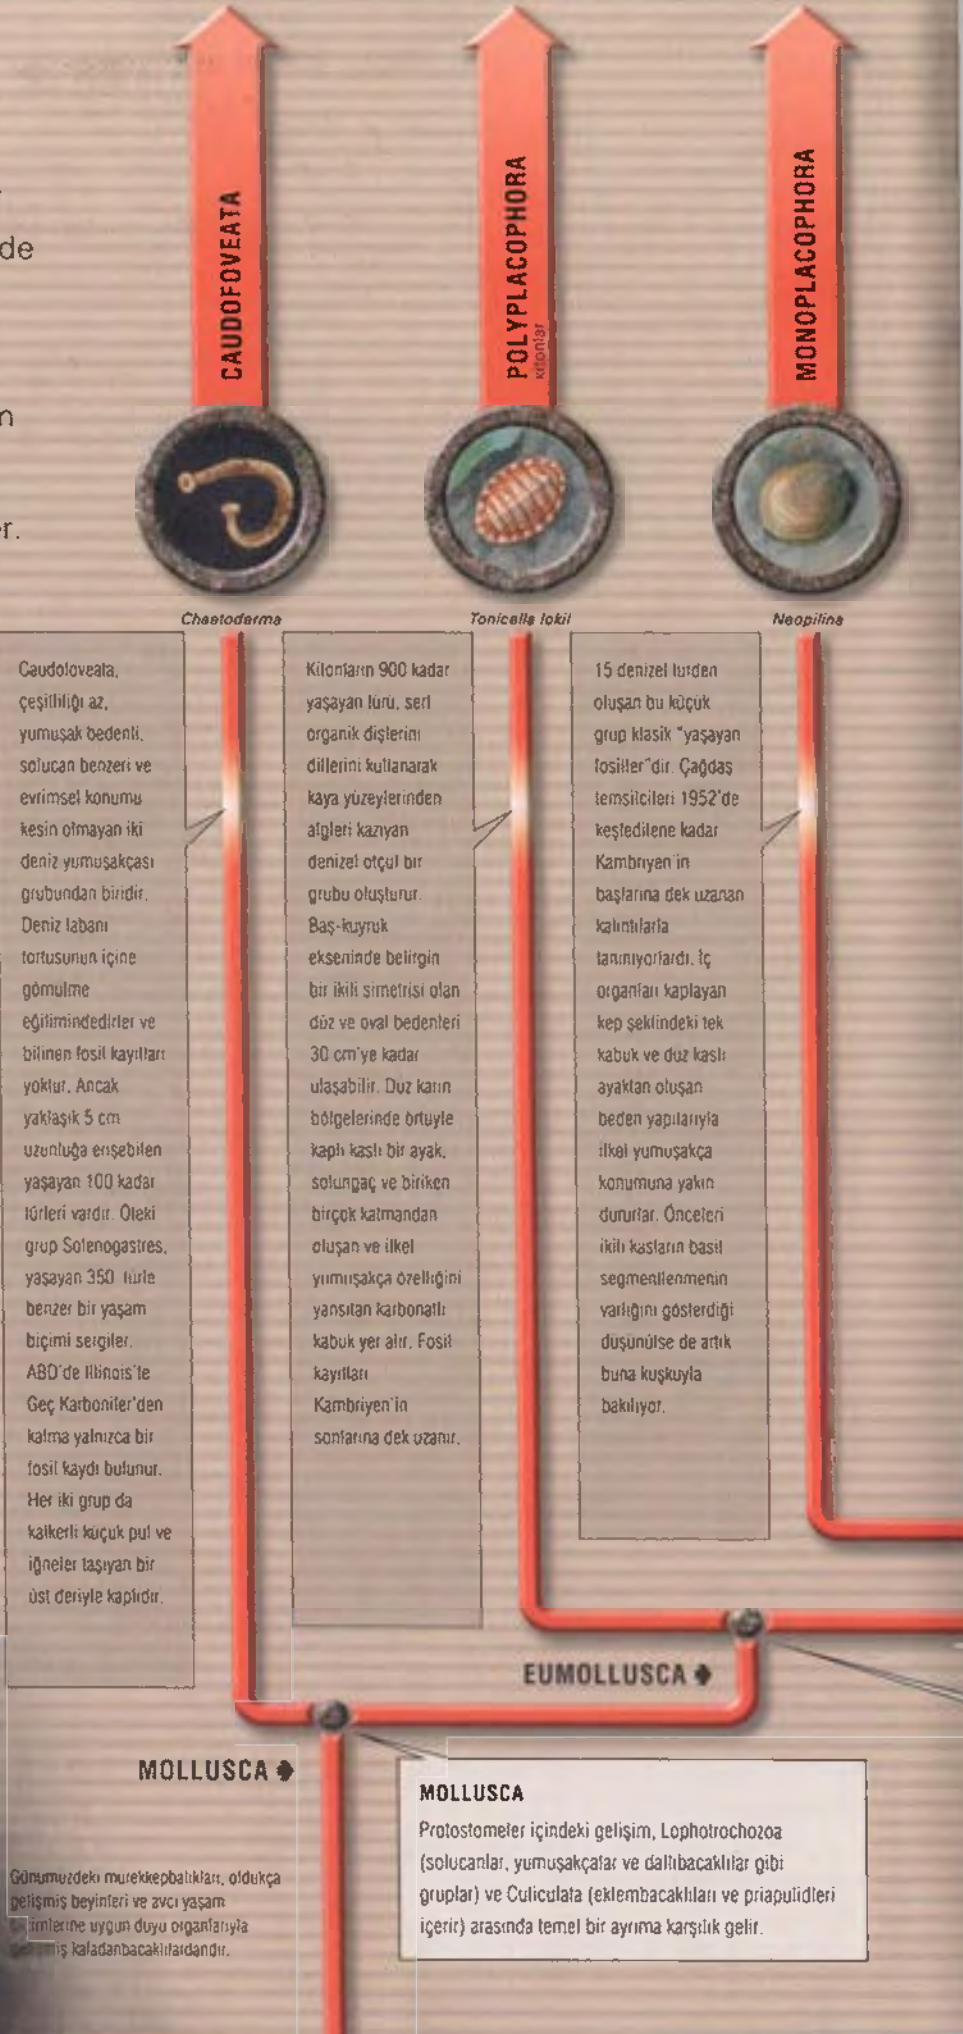 de
n
r.
CAUDOFOVEATA
POLYPLACOPHORA
kitonlar
MONOPLACOPHORA
Chaetoderma
Tonicella lokil
Neopilina
Caudofoveata,
çeşitliliği az,
yumuşak bedenli,
solucan benzeri ve
evrimsel konumu
kesin olmayan iki
deniz yumuşakçası
grubundan biridir.
Deniz tabanı
tortusunun içine
gömülme
eğilimindedirler ve
bilinen fosil kayıtları
yoktur. Ancak
yaklaşık 5 cm
uzunluğa erişebilen
yaşayan 100 kadar
türleri vardır. Öteki
grup Solenogastres,
yaşayan 350 türle
benzer bir yaşam
biçimi sergiler.
ABD'de Illinois'te
Geç Karbonifer'den
kalma yalnızca bir
fosil kaydı bulunur.
Her iki grup da
kalkerli küçük pul ve
iğneler taşıyan bir
üst deriyle kaplıdır.
Kitonların 900 kadar
yaşayan türü, sert
organik dişlerini
dillerini kullanarak
kaya yüzeylerinden
algleri kazıyan
denizel otçul bir
grubu oluşturur.
Baş-kuyruk
ekseninde belirgin
bir ikili simetrisi olan
düz ve oval bedenleri
30 cm'ye kadar
ulaşabilir. Düz karın
bölgelerinde örtüyle
kaplı kaslı bir ayak,
solungaç ve biriken
birçok katmandan
oluşan ve ilkel
yumuşakça özelliğini
yansıtan karbonatlı
kabuk yer alır. Fosil
kayıtları
Kambriyen'in
sonlarına dek uzanır.
15 denizel türden
oluşan bu küçük
grup klasik "yaşayan
fosiller"dir. Çağdaş
temsilcileri 1952'de
keşfedilene kadar
Kambriyen'in
başlarına dek uzanan
kalıntılarla
tanınıyorlardı. İç
organları kaplayan
kep şeklindeki tek
kabuk ve düz kaslı
ayaktan oluşan
beden yapılarıyla
ilkel yumuşakça
konumuna yakın
dururlar. Önceleri
ikili kasların basit
segmentlenmenin
varlığını gösterdiği
düşünülse de artık
buna kuşkuyla
bakılıyor.
EUMOLLUSCA
MOLLUSCA
MOLLUSCA
Protostomeler içindeki gelişim, Lophotrochozoa
(solucanlar, yumuşakçalar ve dallıbacaklılar gibi
gruplar) ve Cuticulata (eklembacaklıları ve priapulidleri
içerir) arasında temel bir ayrıma karşılık gelir.
Günümüzdeki mürekkepbalıkları, oldukça
gelişmiş beyinleri ve avcı yaşam
uygun duyu organlarıyla
kafadanbacaklılardandır.